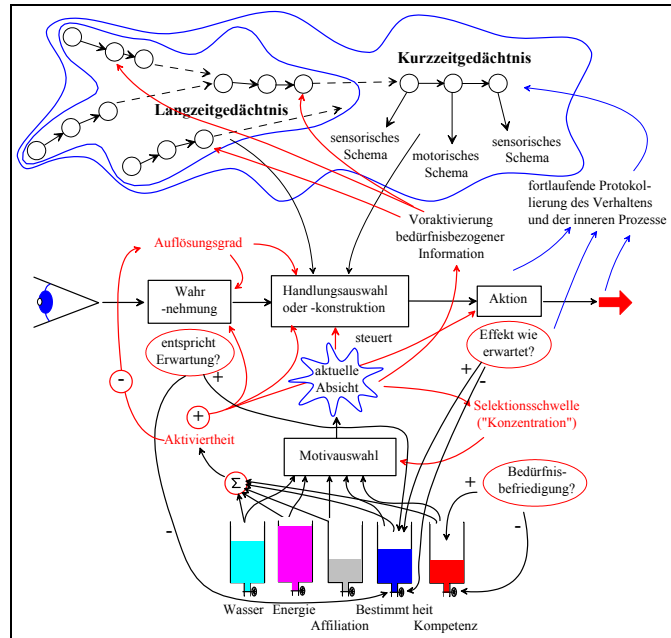 Kurzzeitgedächtnis
Langzeitgedächtnis
sensorisches
Schema
motorisches
Schema
sensorisches
Schema
fortlaufende Protokol-
lierung des Verhaltens
und der inneren Prozesse
Voraktivierung
bedürfnisbezogener
Information
Auflösungsgrad
Wahr
-nehmung
Handlungsauswahl
oder -konstruktion
Aktion
entspricht
Erwartung?
steuert
Effekt wie
erwartet?
aktuelle
Absicht
+
+
-
-
+
Selektionsschwelle
("Konzentration")
Aktiviertheit
Motivauswahl
Σ
+
Bedürfnis-
befriedigung?
-
-
Wasser
Energie
Affiliation
Bestimmt heit
Kompetenz